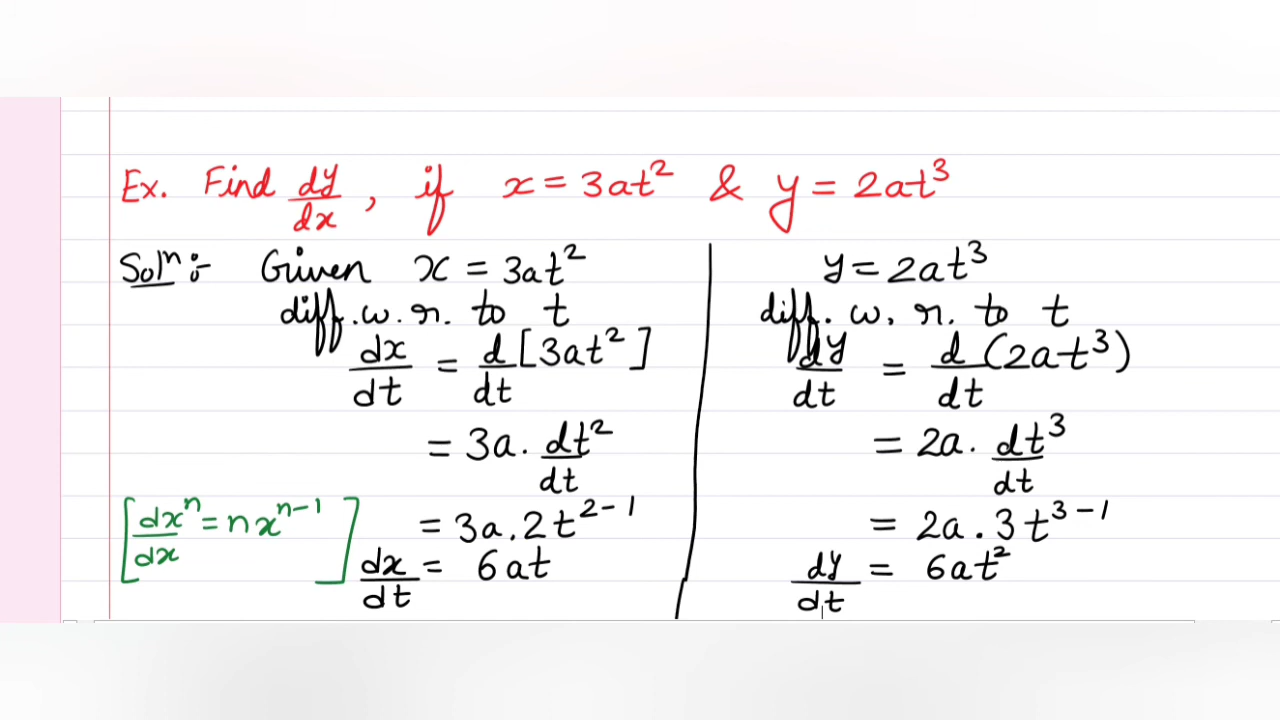 Ex. Find dy/dx, if x = 3at² & y = 2at³
Solⁿ :- Given x = 3at²
diff. w. r. to t
dx/dt = d/dt [3at²]
= 3a. dt²/dt
[dxⁿ/dx = nxⁿ⁻¹]
= 3a. 2t²⁻¹
dx/dt = 6at
y = 2at³
diff. w. r. to t
dy/dt = d/dt (2at³)
= 2a. dt³/dt
= 2a. 3t³⁻¹
dy/dt = 6at²